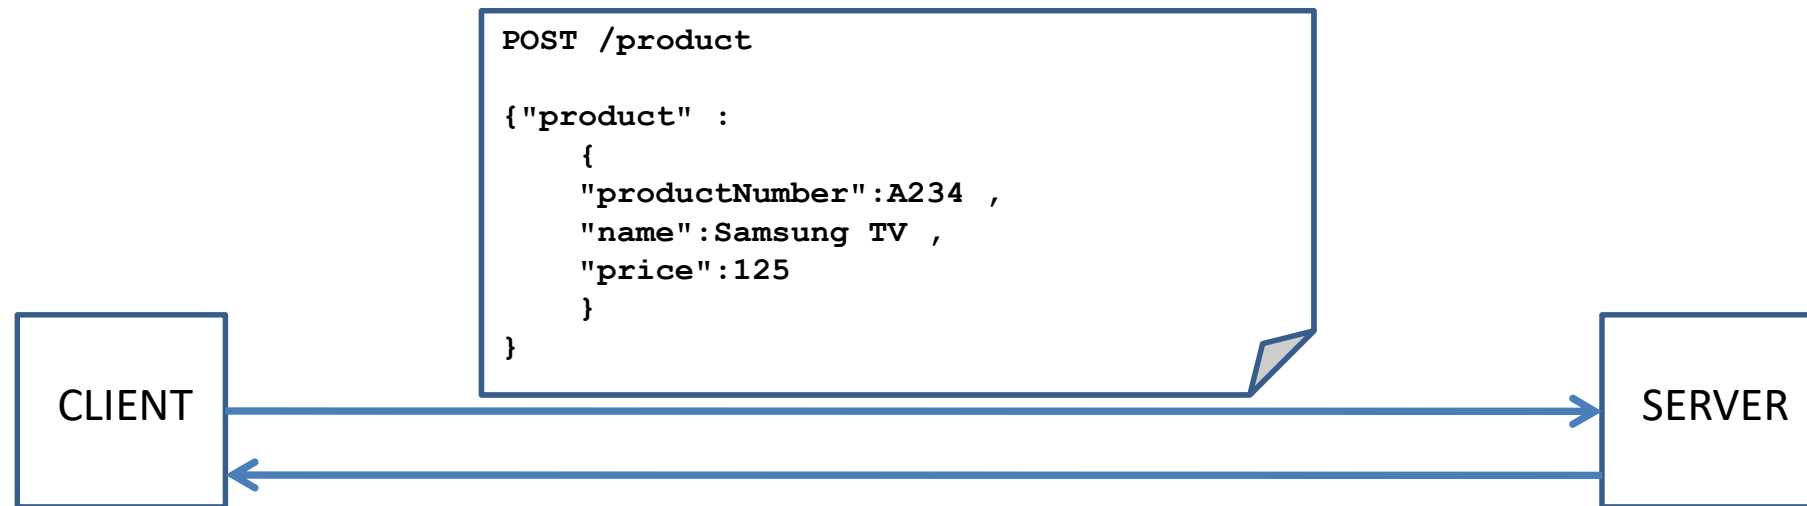 POST /product
{"product" :
{
"productNumber":A234 ,
"name":Samsung TV ,
"price":125
}
}
CLIENT
SERVER